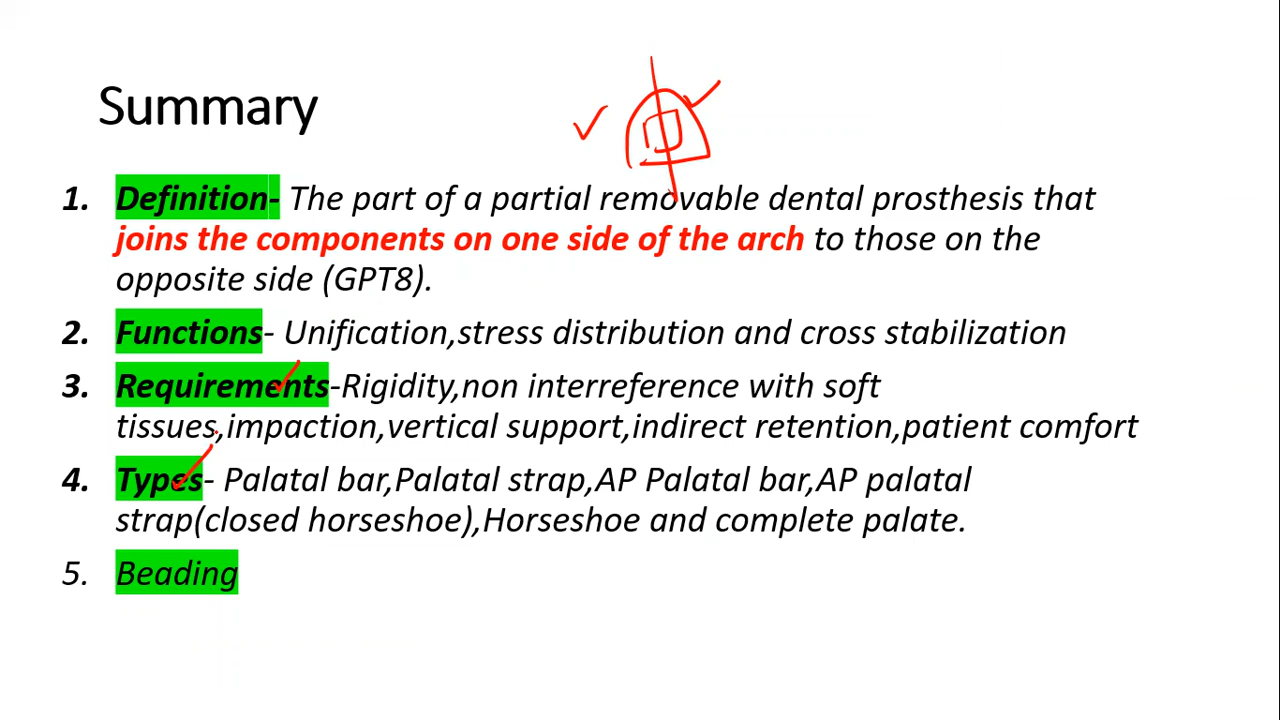 Summary
1. Definition- The part of a partial removable dental prosthesis that
joins the components on one side of the arch to those on the
opposite side (GPT8).
2. Functions- Unification,stress distribution and cross stabilization
3. Requirements-Rigidity,non interreference with soft
tissues,impaction,vertical support,indirect retention,patient comfort
4. Types- Palatal bar,Palatal strap,AP Palatal bar,AP palatal
strap(closed horseshoe),Horseshoe and complete palate.
5. Beading